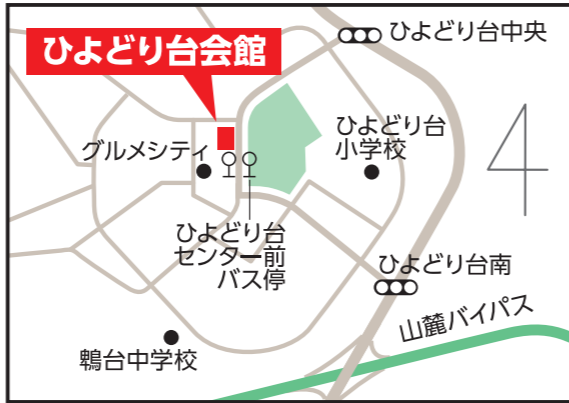 ひよどり台中央
ひよどり台会館
ひよどり台
小学校
グルメシティ
ひよどり台
センター前
バス停
ひよどり台南
山麓バイパス
鵯台中学校